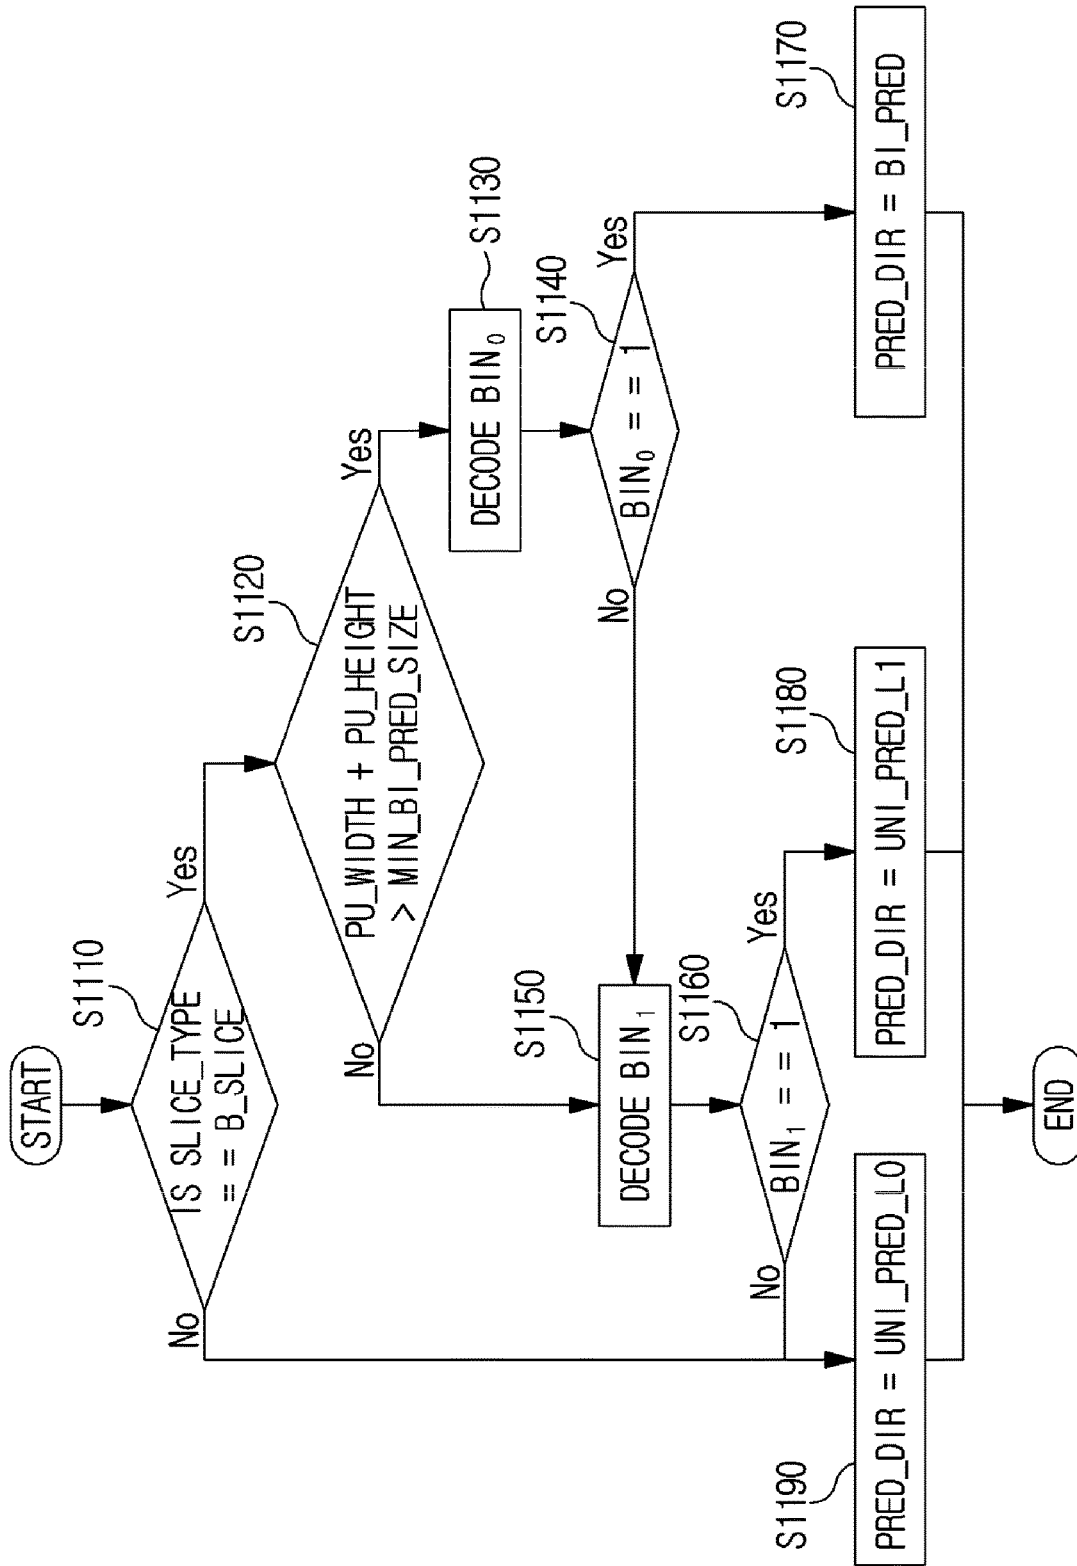 START
S1110
IS SLICE_TYPE
= = B_SLICE
No
Yes
S1120
PU_WIDTH + PU_HEIGHT
> MIN_BI_PRED_SIZE
No
Yes
S1130
DECODE BIN₀
S1140
BIN₀ = = 1
No
Yes
S1150
DECODE BIN₁
S1160
BIN₁ = = 1
No
Yes
S1190
PRED_DIR = UNI_PRED_L0
S1180
PRED_DIR = UNI_PRED_L1
S1170
PRED_DIR = BI_PRED
END